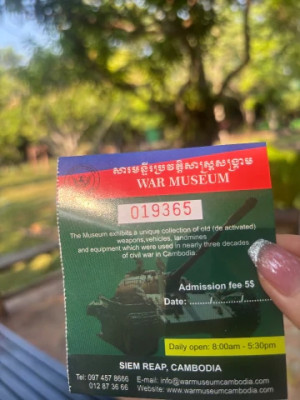 សារមន្ទីរប្រវត្តិសាស្ត្រសង្គ្រាម
WAR MUSEUM
019365
The Museum exhibits a unique collection of old (de activated)
weapons,vehicles, landmines
and equipment which were used in nearly three decades
of civil war in Cambodia.
Admission fee 5$
Date: ......./......./.......
Daily open: 8:00am - 5:30pm
SIEM REAP, CAMBODIA
Tel: 097 457 8666 E-mail: info@warmuseumcambodia.com
012 87 36 66 Website: www.warmuseumcambodia.com